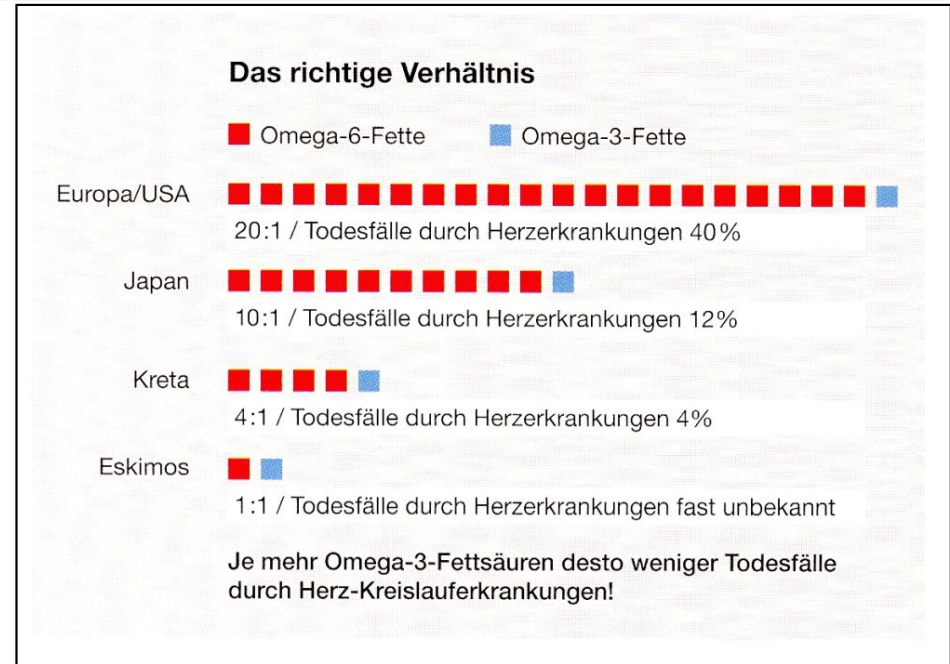 Das richtige Verhältnis
Omega-6-Fette Omega-3-Fette
Europa/USA
20:1 / Todesfälle durch Herzerkrankungen 40%
Japan
10:1 / Todesfälle durch Herzerkrankungen 12%
Kreta
4:1 / Todesfälle durch Herzerkrankungen 4%
Eskimos
1:1 / Todesfälle durch Herzerkrankungen fast unbekannt
Je mehr Omega-3-Fettsäuren desto weniger Todesfälle
durch Herz-Kreislauferkrankungen!